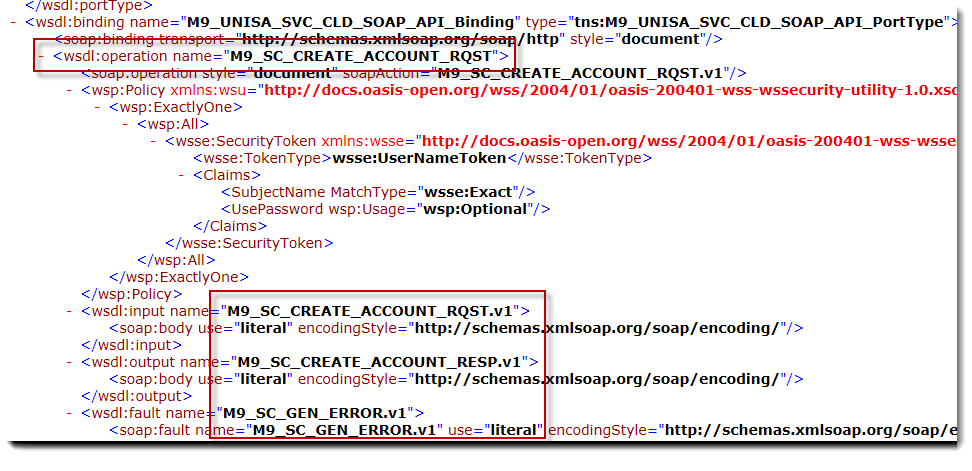 </wsdl:portType>
- <wsdl:binding name="M9_UNISA_SVC_CLD_SOAP_API_Binding" type="tns:M9_UNISA_SVC_CLD_SOAP_API_PortType">
<soap:binding transport="http://schemas.xmlsoap.org/soap/http" style="document"/>
- <wsdl:operation name="M9_SC_CREATE_ACCOUNT_RQST">
<soap:operation style="document" soapAction="M9_SC_CREATE_ACCOUNT_RQST.v1"/>
- <wsp:Policy xmlns:wsu="http://docs.oasis-open.org/wss/2004/01/oasis-200401-wss-wssecurity-utility-1.0.xsd
- <wsp:ExactlyOne>
- <wsp:All>
- <wsse:SecurityToken xmlns:wsse="http://docs.oasis-open.org/wss/2004/01/oasis-200401-wss-wsse
<wsse:TokenType>wsse:UserNameToken</wsse:TokenType>
- <Claims>
<SubjectName MatchType="wsse:Exact"/>
<UsePassword wsp:Usage="wsp:Optional"/>
</Claims>
</wsse:SecurityToken>
</wsp:All>
</wsp:ExactlyOne>
</wsp:Policy>
- <wsdl:input name="M9_SC_CREATE_ACCOUNT_RQST.v1">
<soap:body use="literal" encodingStyle="http://schemas.xmlsoap.org/soap/encoding/"/>
</wsdl:input>
- <wsdl:output name="M9_SC_CREATE_ACCOUNT_RESP.v1">
<soap:body use="literal" encodingStyle="http://schemas.xmlsoap.org/soap/encoding/"/>
</wsdl:output>
- <wsdl:fault name="M9_SC_GEN_ERROR.v1">
<soap:fault name="M9_SC_GEN_ERROR.v1" use="literal" encodingStyle="http://schemas.xmlsoap.org/soap/e